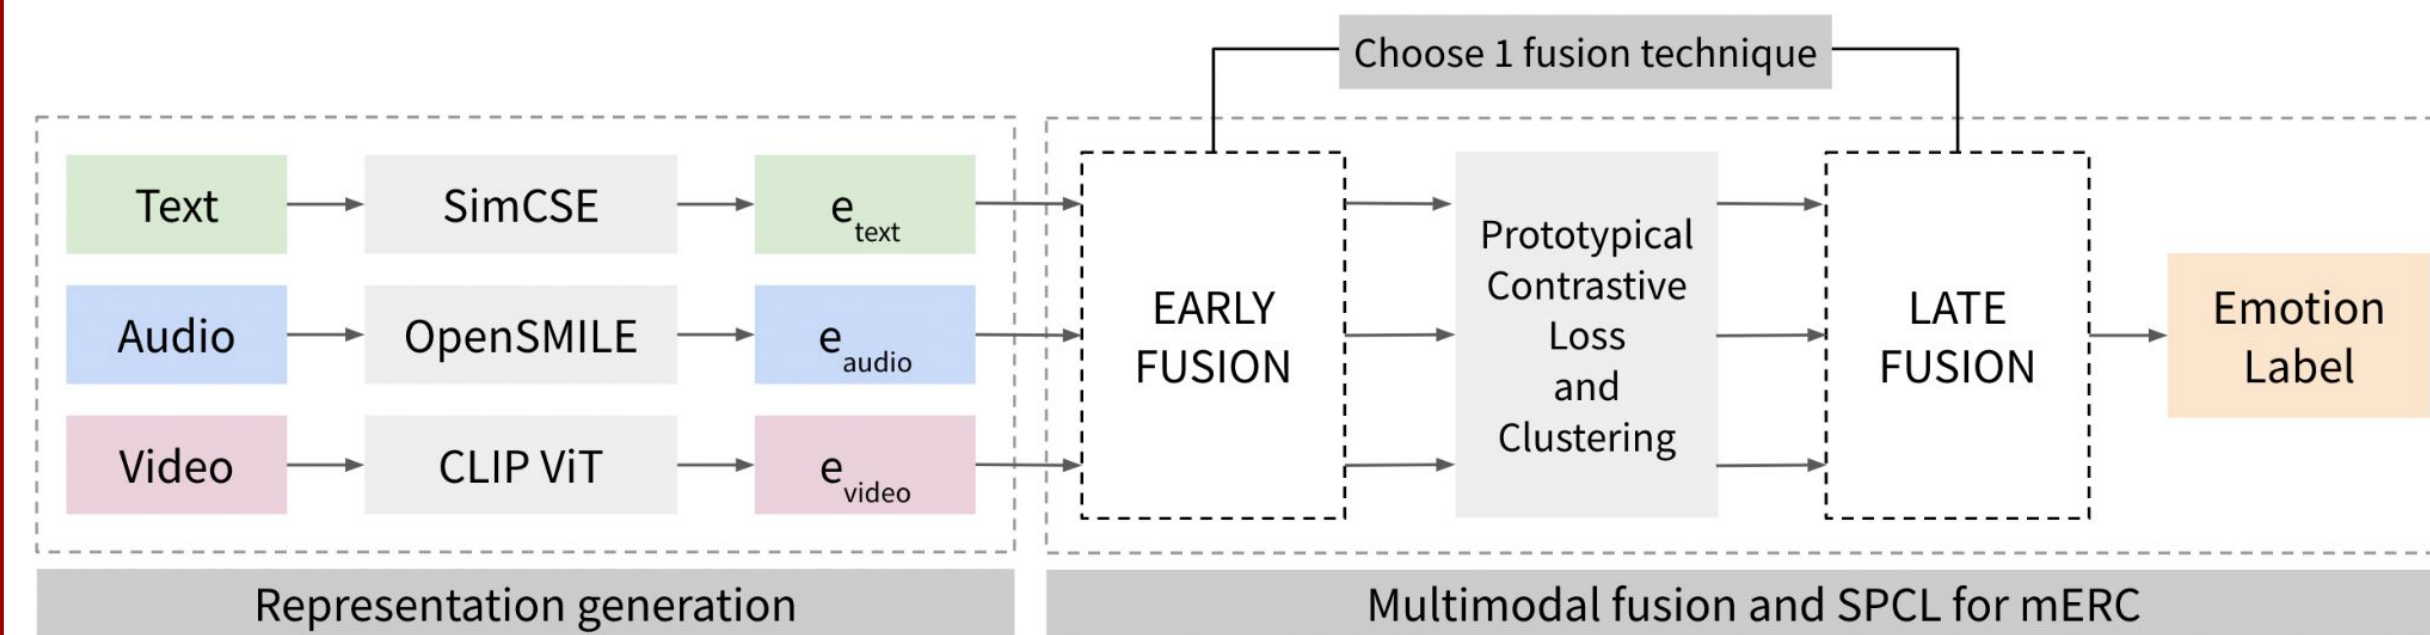 Choose 1 fusion technique
Text
SimCSE
e text
Audio
OpenSMILE
e audio
Video
CLIP ViT
e video
EARLY
FUSION
Prototypical
Contrastive
Loss
and
Clustering
LATE
FUSION
Emotion
Label
Representation generation
Multimodal fusion and SPCL for mERC